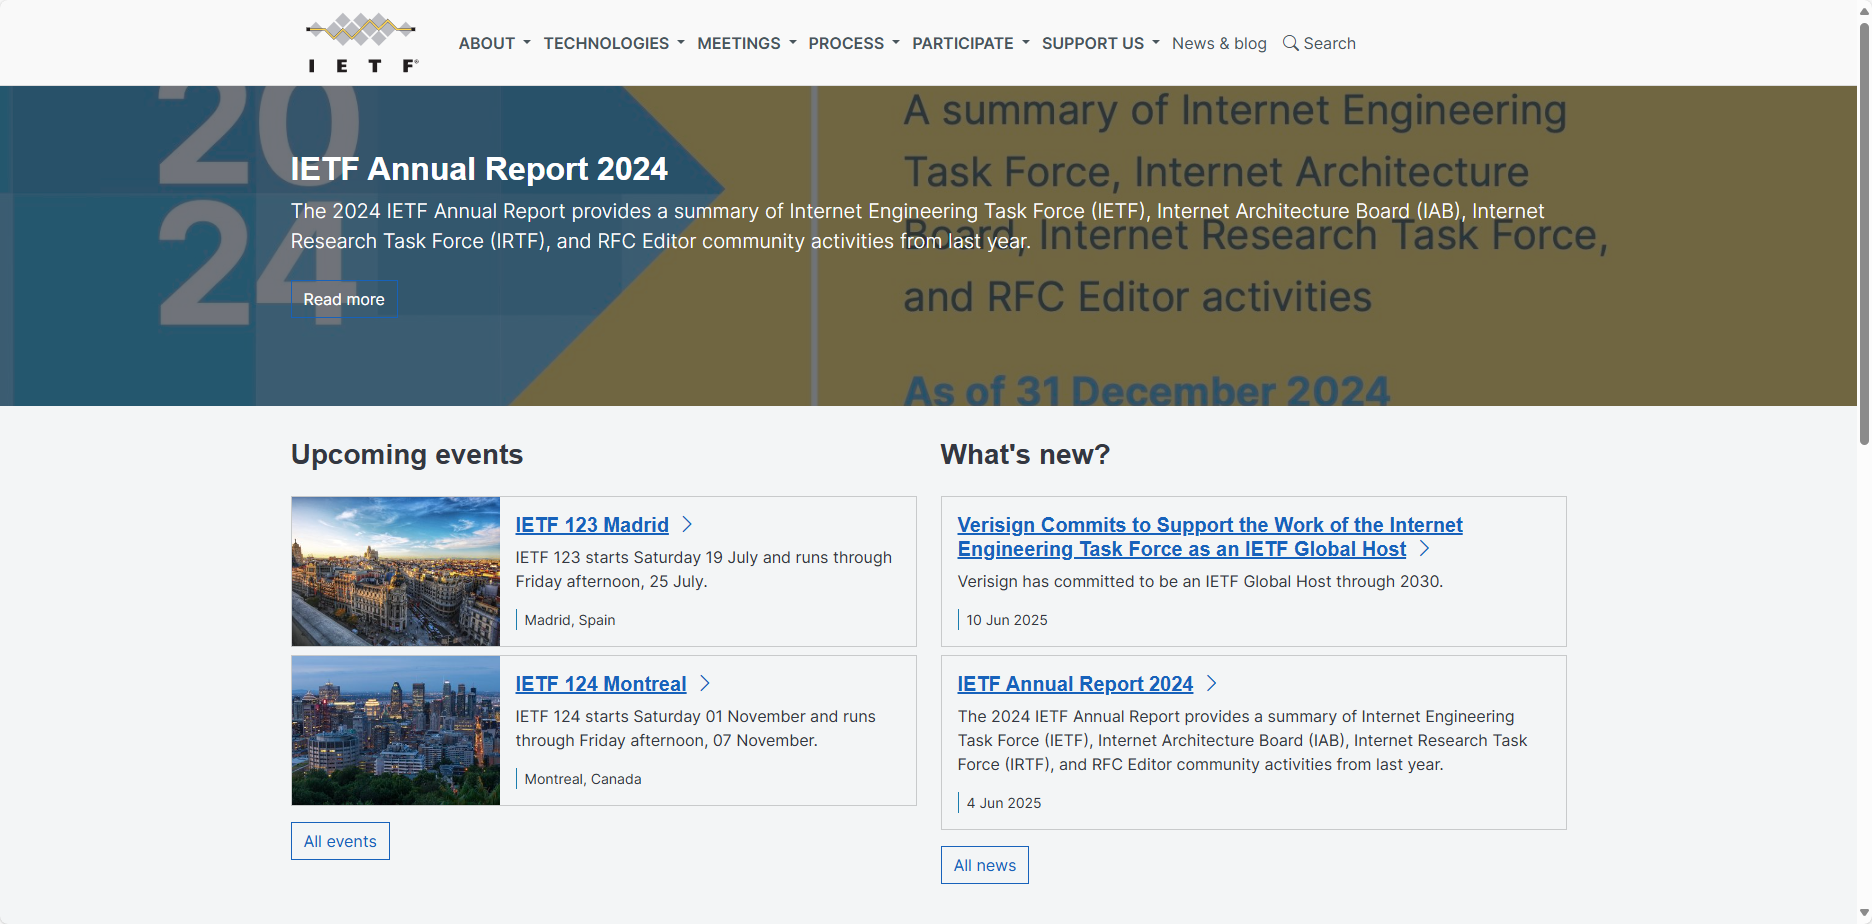 IETF®
ABOUT
TECHNOLOGIES
MEETINGS
PROCESS
PARTICIPATE
SUPPORT US
News & blog
Search
20
24
A summary of Internet Engineering
Task Force, Internet Architecture
Board, Internet Research Task Force,
and RFC Editor activities
As of 31 December 2024
IETF Annual Report 2024
The 2024 IETF Annual Report provides a summary of Internet Engineering Task Force (IETF), Internet Architecture Board (IAB), Internet
Research Task Force (IRTF), and RFC Editor community activities from last year.
Read more
Upcoming events
IETF 123 Madrid
IETF 123 starts Saturday 19 July and runs through
Friday afternoon, 25 July.
Madrid, Spain
IETF 124 Montreal
IETF 124 starts Saturday 01 November and runs
through Friday afternoon, 07 November.
Montreal, Canada
All events
What's new?
Verisign Commits to Support the Work of the Internet
Engineering Task Force as an IETF Global Host
Verisign has committed to be an IETF Global Host through 2030.
10 Jun 2025
IETF Annual Report 2024
The 2024 IETF Annual Report provides a summary of Internet Engineering
Task Force (IETF), Internet Architecture Board (IAB), Internet Research Task
Force (IRTF), and RFC Editor community activities from last year.
4 Jun 2025
All news